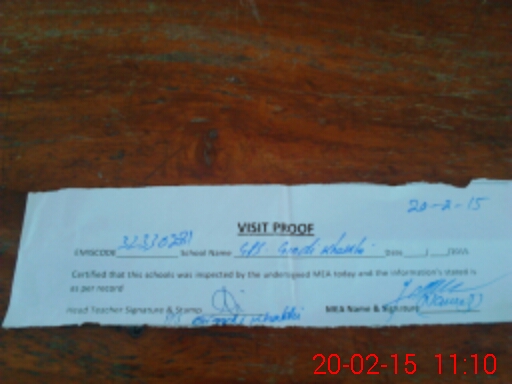 20-2-15
VISIT PROOF
EMISCODE 32330281 School Name GPS Date / /2015
Certified that this schools was inspected by the undersigned MEA today and the information's stated is
as per record
Head Teacher Signature & Stamp: MEA Name & Signature
20-02-15 11:10